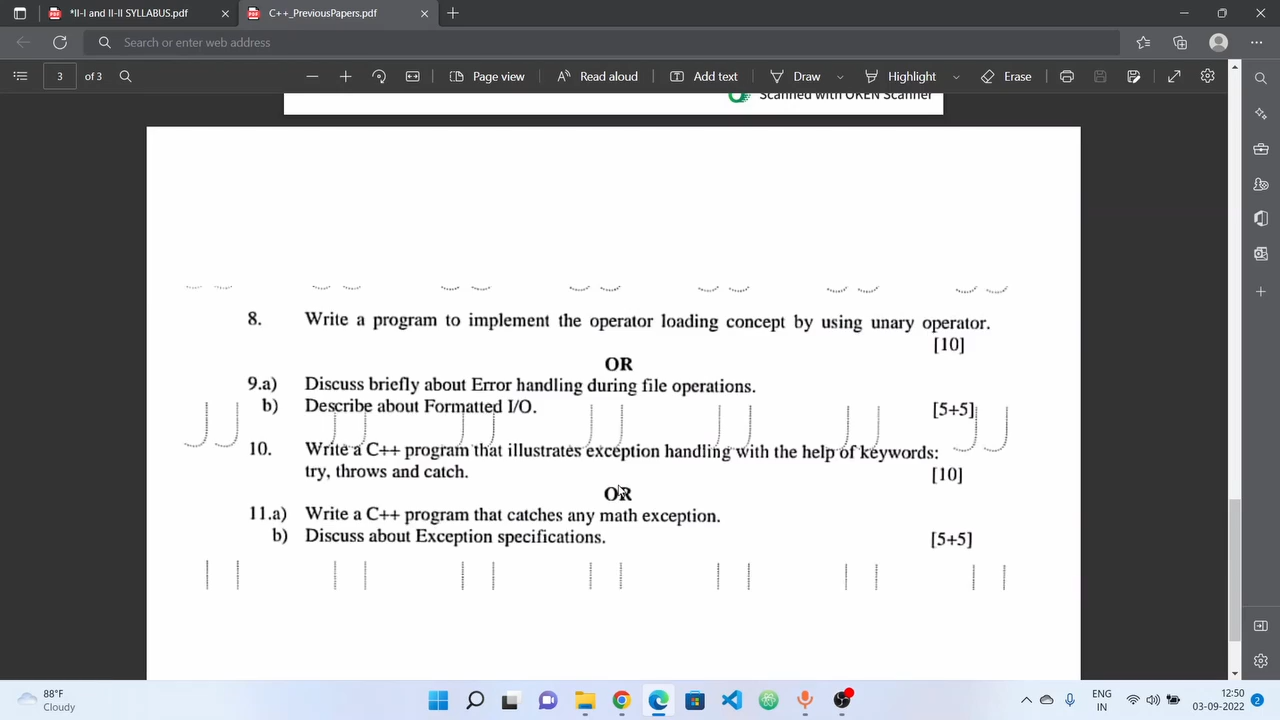 *II-I and II-II SYLLABUS.pdf
C++_PreviousPapers.pdf
Search or enter web address
3 of 3
Page view
Read aloud
Add text
Draw
Highlight
Erase
Scanned with OKEN Scanner
8. Write a program to implement the operator loading concept by using unary operator.
[10]
OR
9.a) Discuss briefly about Error handling during file operations.
b) Describe about Formatted I/O. [5+5]
10. Write a C++ program that illustrates exception handling with the help of keywords:
try, throws and catch. [10]
OR
11.a) Write a C++ program that catches any math exception.
b) Discuss about Exception specifications. [5+5]
88°F
Cloudy
ENG
IN
12:50
03-09-2022
2